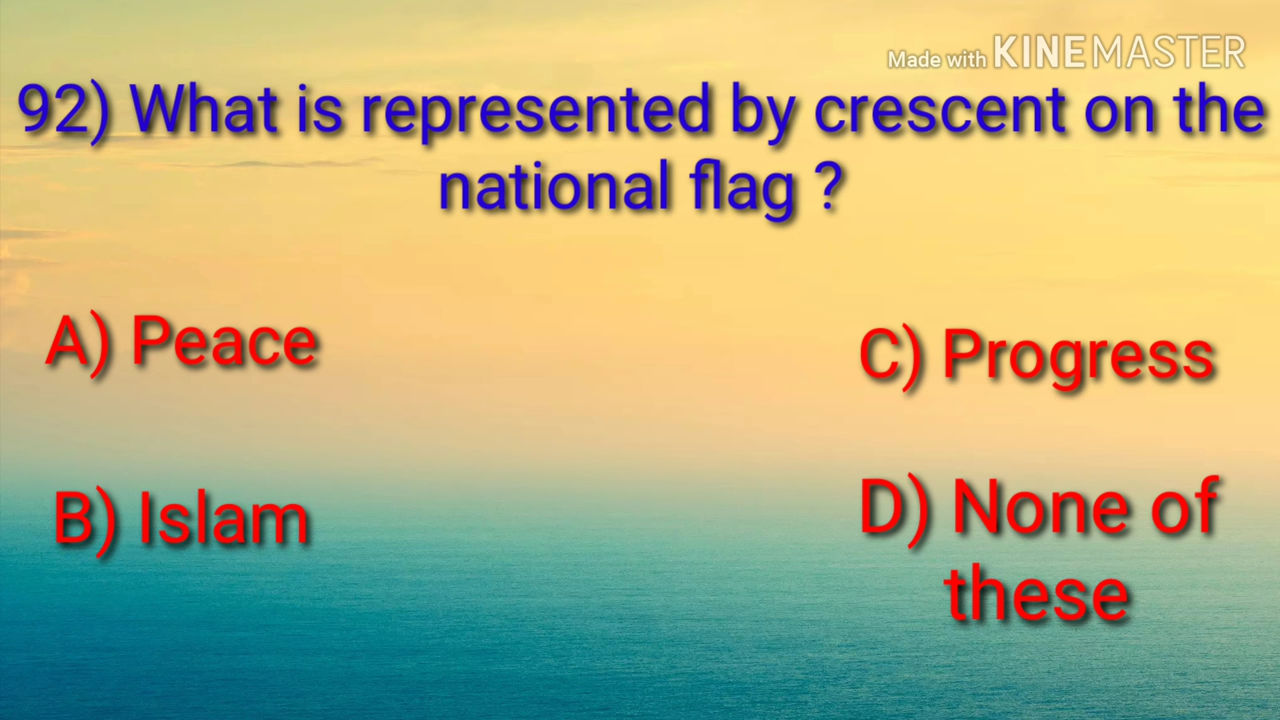 Made with KINEMASTER
92) What is represented by crescent on the
national flag ?
A) Peace
C) Progress
B) Islam
D) None of
these